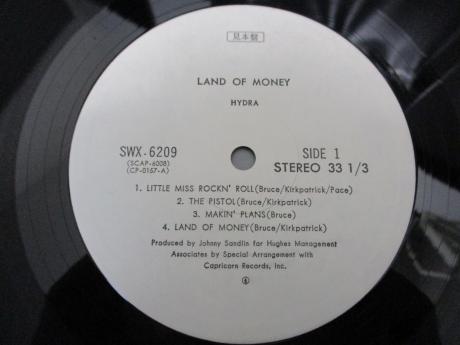 見本盤
LAND OF MONEY
HYDRA
SWX-6209
(SCAP-6008)
(CP-0157-A)
SIDE 1
STEREO 33 1/3
1. LITTLE MISS ROCKN' ROLL(Bruce/Kirkpatrick/Pace)
2. THE PISTOL(Bruce/Kirkpatrick)
3. MAKIN' PLANS(Bruce)
4. LAND OF MONEY(Bruce/Kirkpatrick)
Produced by Johnny Sandlin for Hughes Management
Associates by Special Arrangement with
Capricorn Records, Inc.